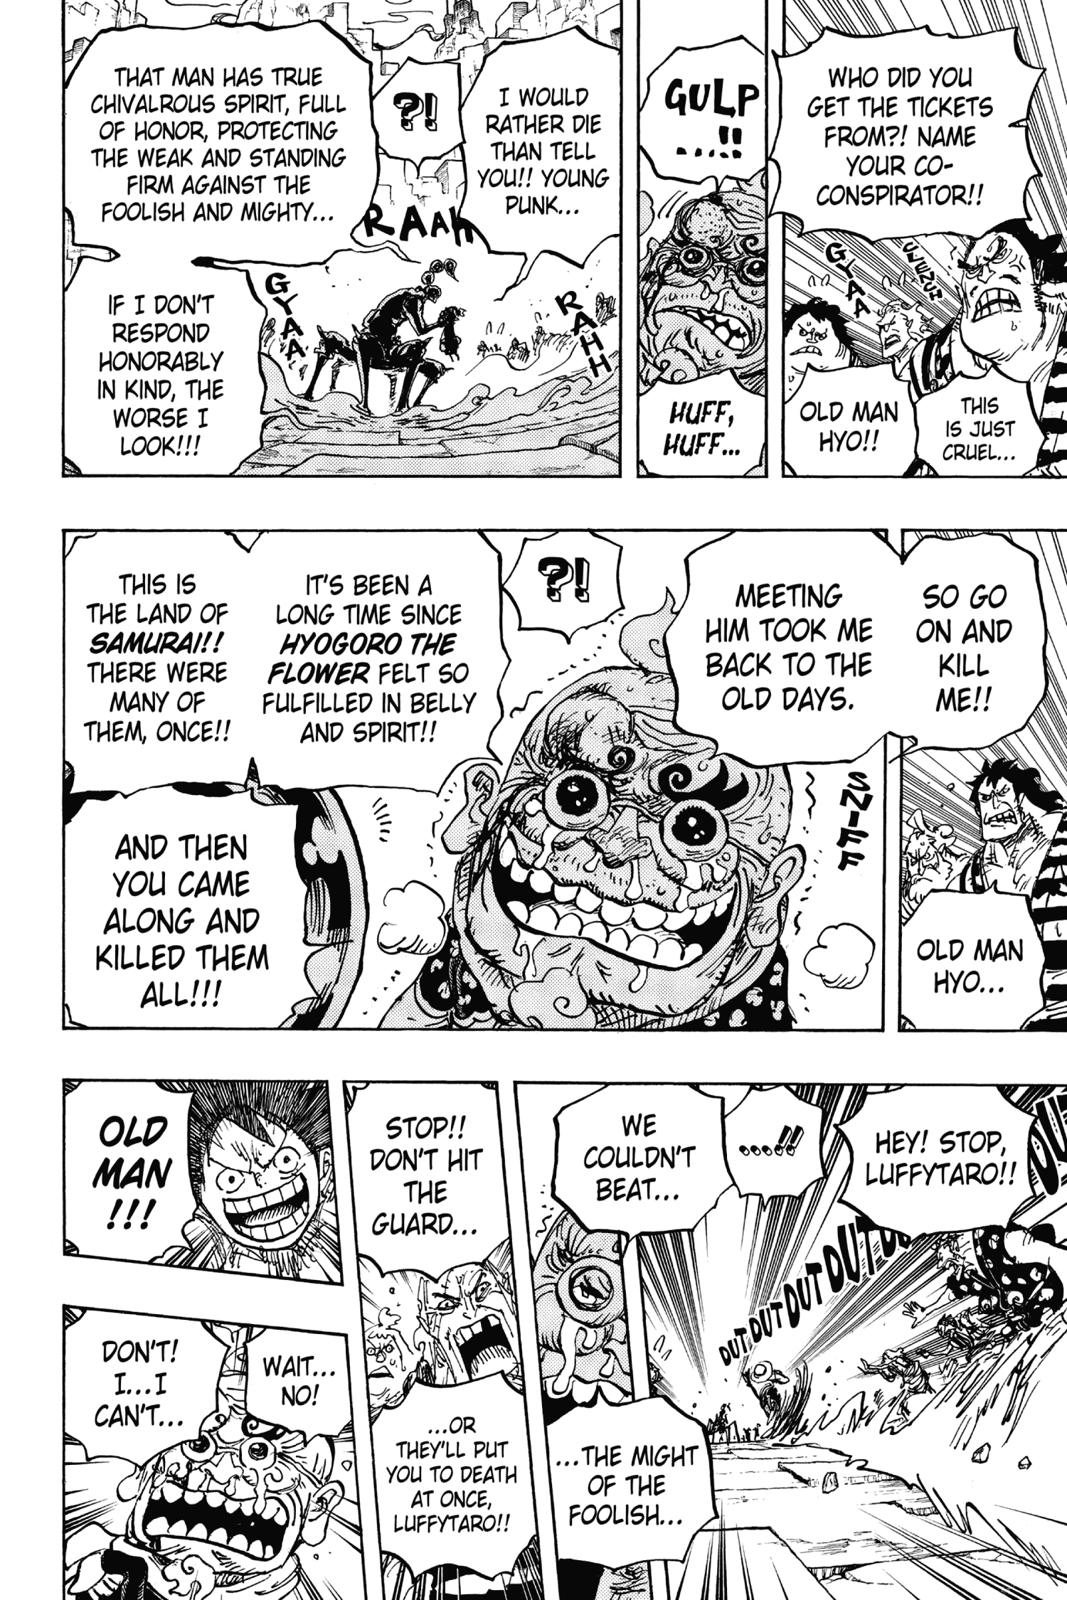 WHO DID YOU
GET THE TICKETS
FROM?! NAME
YOUR CO-
CONSPIRATOR!!
CLENCH
GYAA
OLD MAN
HYO!!
THIS
IS JUST
CRUEL...
GULP
....!!
HUFF,
HUFF...
I WOULD
RATHER DIE
THAN TELL
YOU!! YOUNG
PUNK...
?!
THAT MAN HAS TRUE
CHIVALROUS SPIRIT, FULL
OF HONOR, PROTECTING
THE WEAK AND STANDING
FIRM AGAINST THE
FOOLISH AND MIGHTY...
RAAH
RAHH
GYAA
IF I DON'T
RESPOND
HONORABLY
IN KIND, THE
WORSE I
LOOK!!!
SO GO
ON AND
KILL
ME!!
OLD MAN
HYO...
MEETING
HIM TOOK ME
BACK TO THE
OLD DAYS.
?!
SNIFF
IT'S BEEN A
LONG TIME SINCE
HYOGORO THE
FLOWER FELT SO
FULFILLED IN BELLY
AND SPIRIT!!
THIS IS
THE LAND OF
SAMURAI!!
THERE WERE
MANY OF
THEM, ONCE!!
AND THEN
YOU CAME
ALONG AND
KILLED THEM
ALL!!!
HEY! STOP,
LUFFYTARO!!
....!!
DUT DUT DUT DUT DU
WE
COULDN'T
BEAT...
...THE MIGHT
OF THE
FOOLISH...
STOP!!
DON'T HIT
THE
GUARD...
...OR
THEY'LL PUT
YOU TO DEATH
AT ONCE,
LUFFYTARO!!
OLD
MAN
!!!
WAIT...
NO!
DON'T!
I...I
CAN'T...